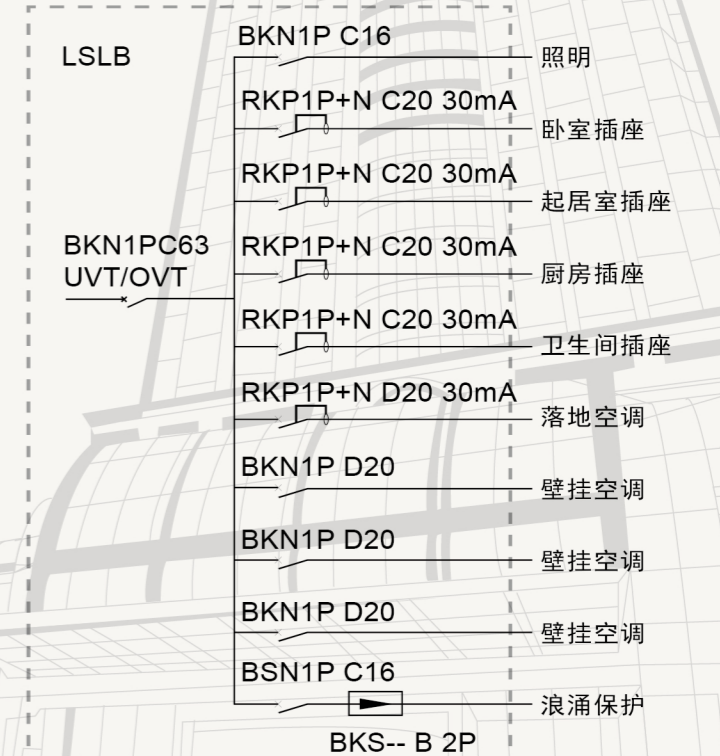 LSLB
BKN1P C16
照明
RKP1P+N C20 30mA
卧室插座
RKP1P+N C20 30mA
起居室插座
BKN1PC63
UVT/OVT
RKP1P+N C20 30mA
厨房插座
RKP1P+N C20 30mA
卫生间插座
RKP1P+N D20 30mA
落地空调
BKN1P D20
壁挂空调
BKN1P D20
壁挂空调
BKN1P D20
壁挂空调
BSN1P C16
浪涌保护
BKS-- B 2P